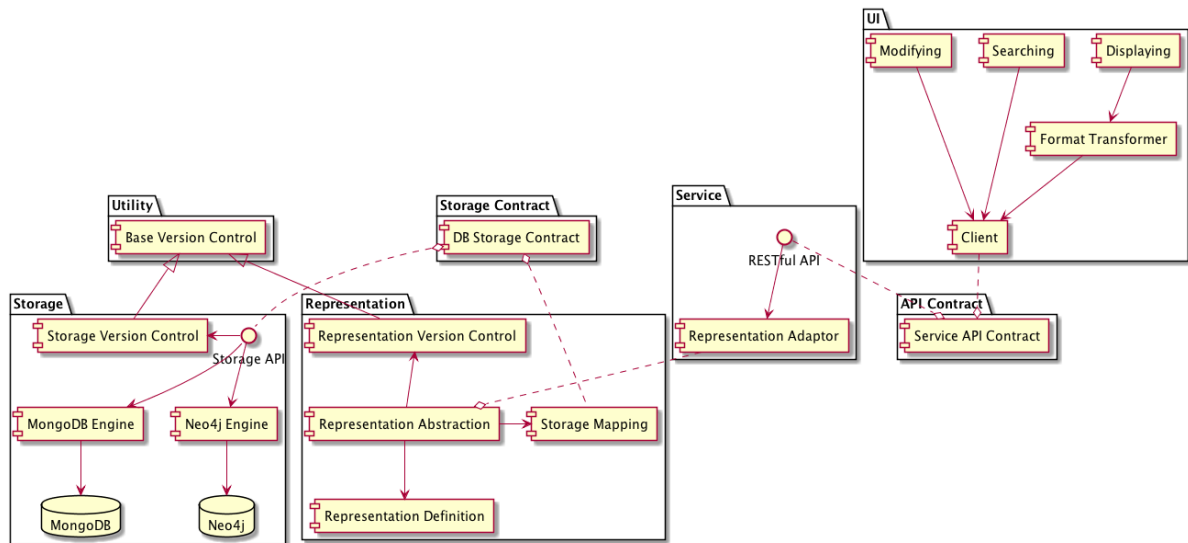 UI
Modifying
Searching
Displaying
Format Transformer
Client
Service
RESTful API
Representation Adaptor
API Contract
Service API Contract
Utility
Base Version Control
Storage Contract
DB Storage Contract
Storage
Storage Version Control
Storage API
MongoDB Engine
Neo4j Engine
MongoDB
Neo4j
Representation
Representation Version Control
Representation Abstraction
Storage Mapping
Representation Definition